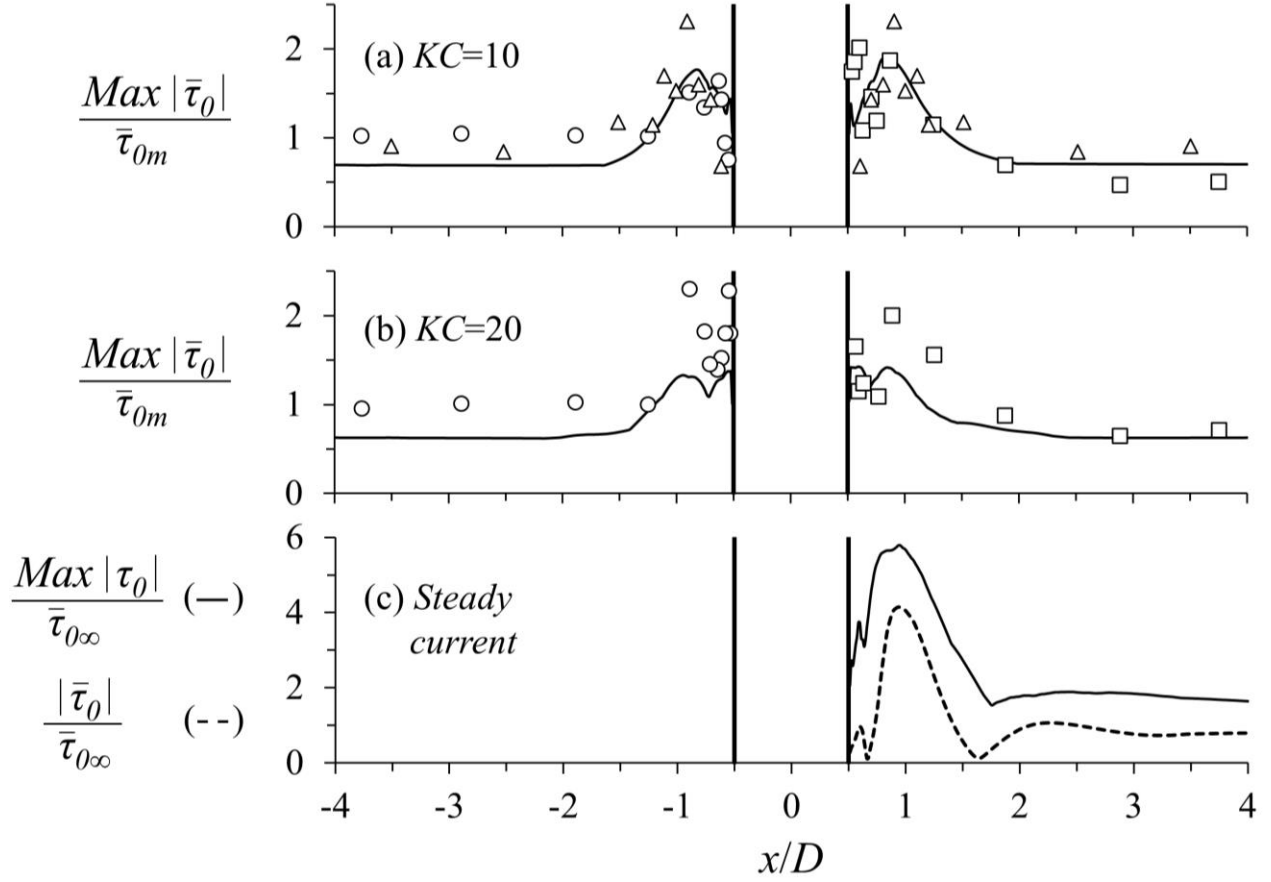 Max |τ̄₀|
τ̄₀ₘ
2
1
0
(a) KC=10
Max |τ̄₀|
τ̄₀ₘ
2
1
0
(b) KC=20
Max |τ₀| (—)
τ̄₀∞
|τ̄₀| (--)
τ̄₀∞
6
4
2
0
(c) Steady
current
-4 -3 -2 -1 0 1 2 3 4
x/D